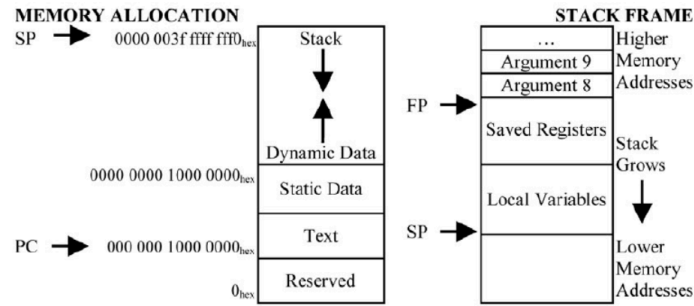 MEMORY ALLOCATION
SP 0000 003f ffff fff0hex
Stack
Dynamic Data
0000 0000 1000 0000hex
Static Data
PC 000 000 1000 0000hex
Text
Reserved
0hex
STACK FRAME
...
Higher
Memory
Addresses
Argument 9
Argument 8
FP
Saved Registers
Stack
Grows
Local Variables
SP
Lower
Memory
Addresses